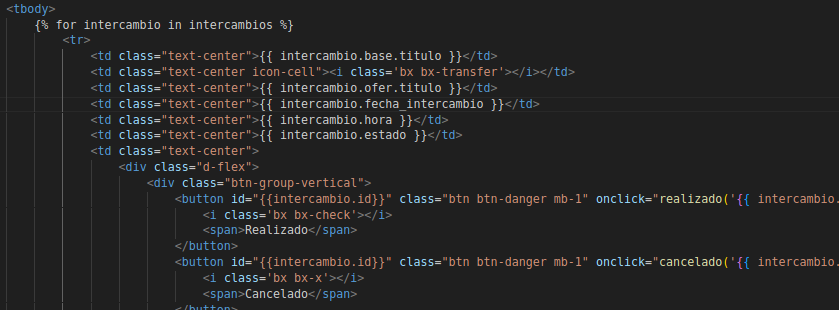 <tbody>
{% for intercambio in intercambios %}
<tr>
<td class="text-center">{{ intercambio.base.titulo }}</td>
<td class="text-center icon-cell"><i class='bx bx-transfer'></i></td>
<td class="text-center">{{ intercambio.ofer.titulo }}</td>
<td class="text-center">{{ intercambio.fecha_intercambio }}</td>
<td class="text-center">{{ intercambio.hora }}</td>
<td class="text-center">{{ intercambio.estado }}</td>
<td class="text-center">
<div class="d-flex">
<div class="btn-group-vertical">
<button id="{{intercambio.id}}" class="btn btn-danger mb-1" onclick="realizado('{{ intercambio.
<i class='bx bx-check'></i>
<span>Realizado</span>
</button>
<button id="{{intercambio.id}}" class="btn btn-danger mb-1" onclick="cancelado('{{ intercambio.
<i class='bx bx-x'></i>
<span>Cancelado</span>
</button>